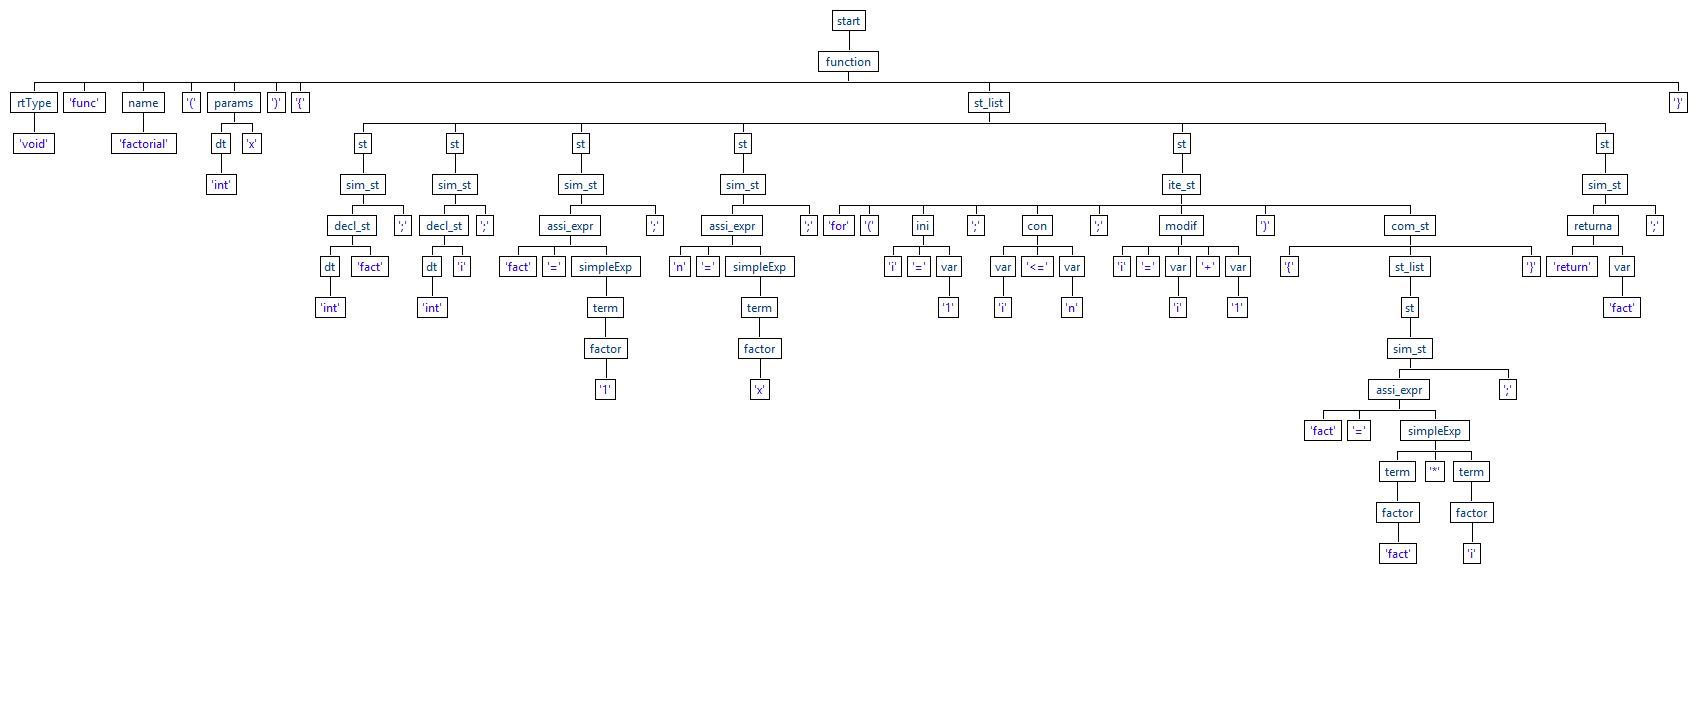 start
function
rtType 'func' name '(' params ')' '{' st_list '}'
'void' 'factorial' dt 'x' st st st st st st
'int' sim_st sim_st sim_st sim_st ite_st sim_st
decl_st ';' decl_st ';' assi_expr ';' assi_expr ';' 'for' '(' ini ';' con ';' modif ')' com_st returna ';'
dt 'fact' dt 'i' 'fact' '=' simpleExp 'n' '=' simpleExp 'i' '=' var var '<=' var 'i' '=' var '+' var '{' st_list '}' 'return' var
'int' 'int' term term '1' 'i' 'n' 'i' '1' st 'fact'
factor factor sim_st
'1' 'x' assi_expr ';'
'fact' '=' simpleExp
term '*' term
factor factor
'fact' 'i'